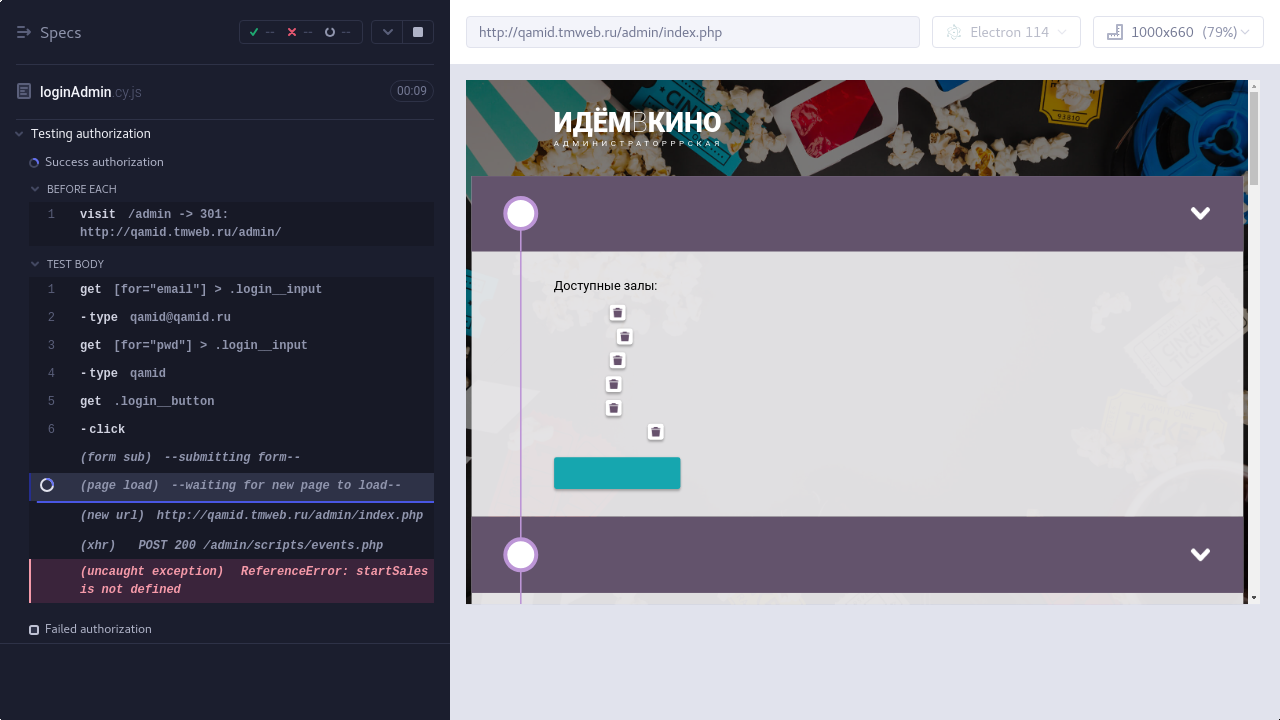 Specs
--
--
--
http://qamid.tmweb.ru/admin/index.php
Electron 114
1000x660 (79%)
loginAdmin.cy.js
00:09
Testing authorization
Success authorization
BEFORE EACH
1 visit /admin -> 301:
http://qamid.tmweb.ru/admin/
TEST BODY
1 get [for="email"] > .login__input
2 -type qamid@qamid.ru
3 get [for="pwd"] > .login__input
4 -type qamid
5 get .login__button
6 -click
(form sub) --submitting form--
(page load) --waiting for new page to load--
(new url) http://qamid.tmweb.ru/admin/index.php
(xhr) POST 200 /admin/scripts/events.php
(uncaught exception) ReferenceError: startSales
is not defined
Failed authorization
ИДЁМВКИНО
АДМИНИСТРАТОРРРСКАЯ
Доступные залы: